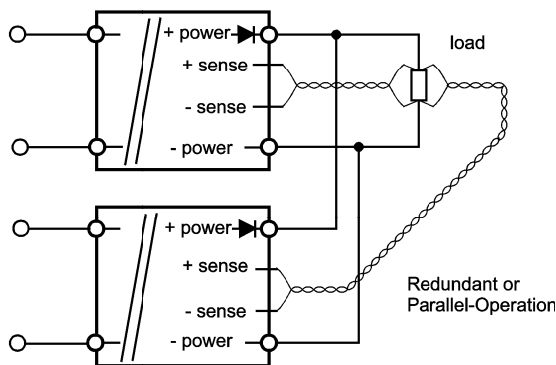 + power
+ sense
- sense
- power
load
+ power
+ sense
- sense
- power
Redundant or
Parallel-Operation